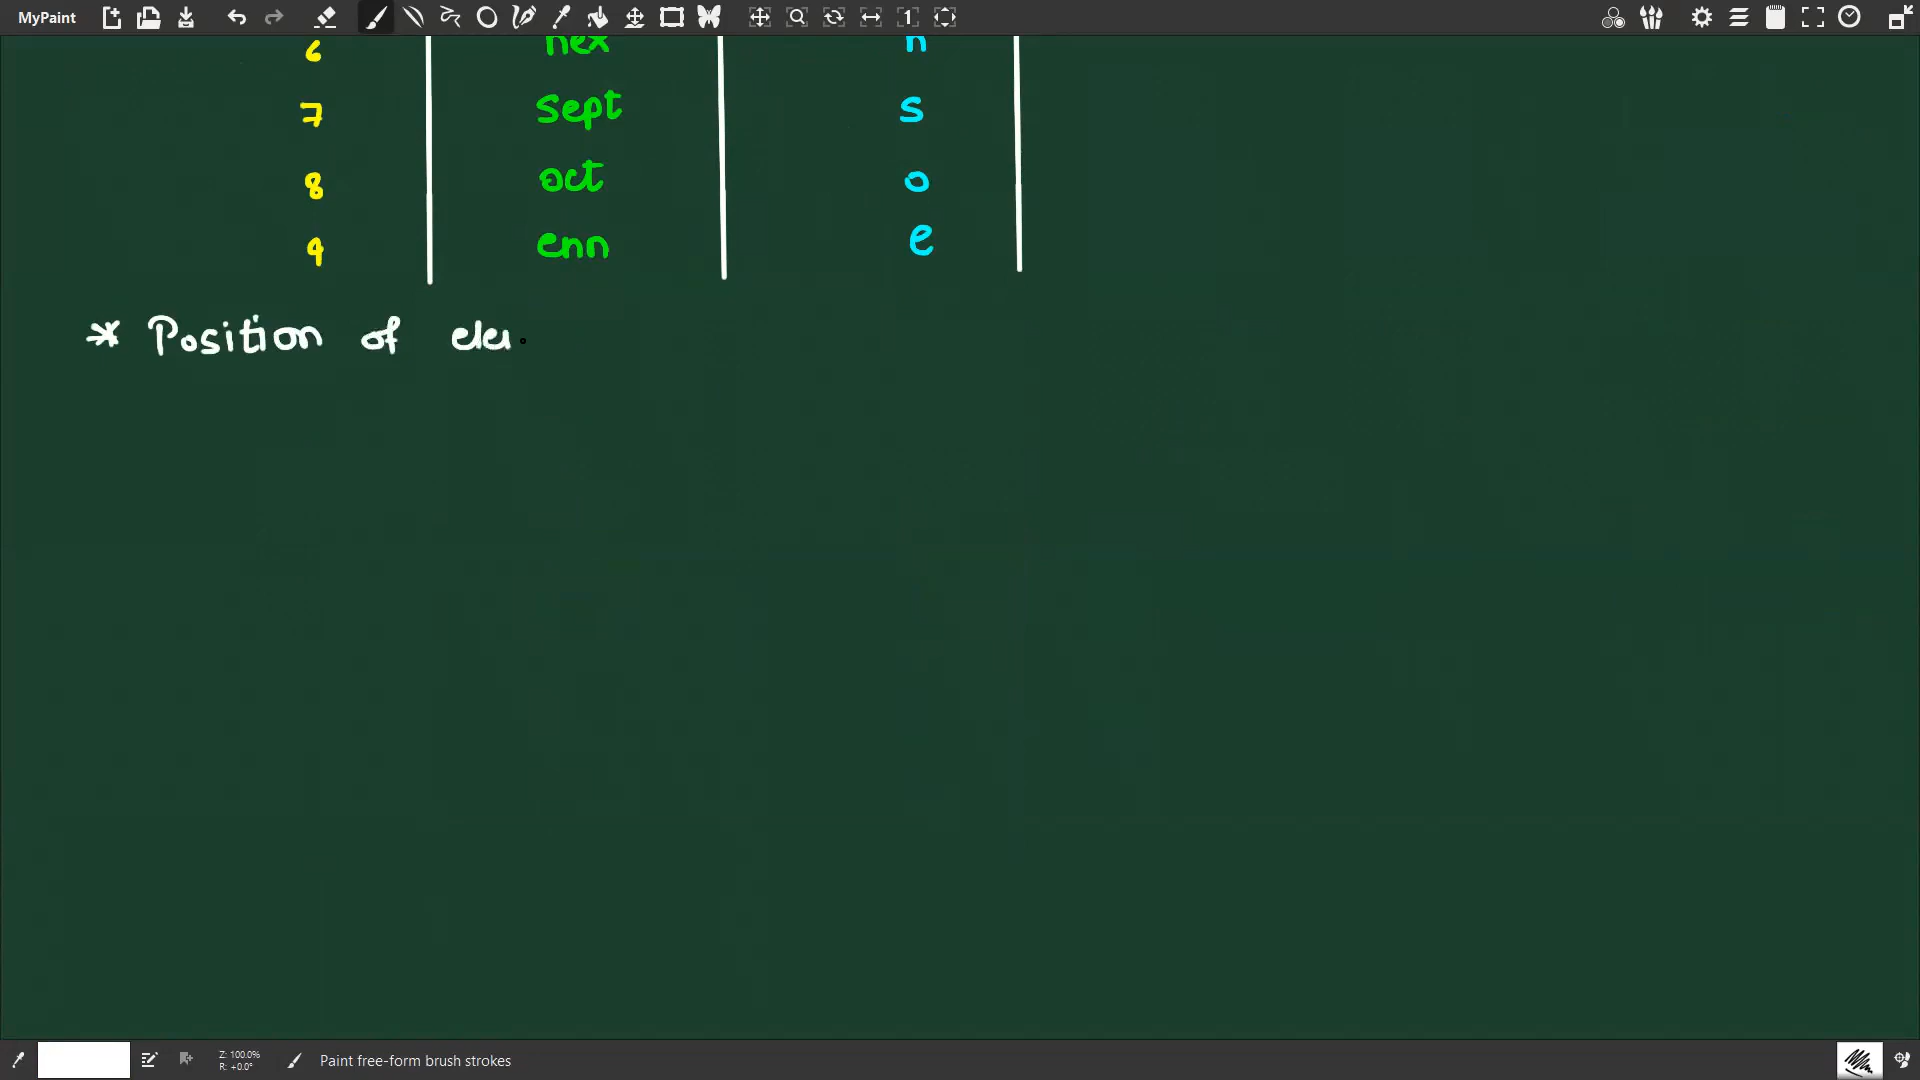 MyPaint
6 hex h
7 sept s
8 oct o
9 enn e
* Position of
Z: 100.0%
R: +0.0°
Paint free-form brush strokes